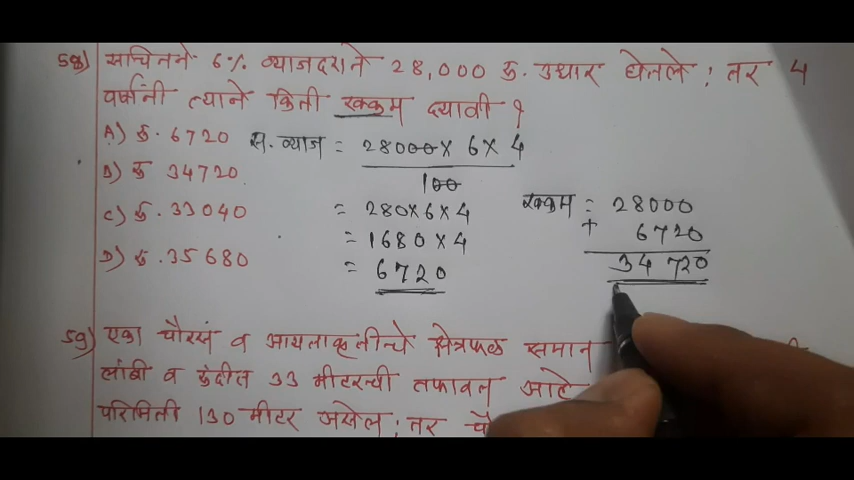 58) सचिनने 6% व्याजदराने 28,000 रु. उधार घेतले; तर 4
वर्षांनी त्याने किती रक्कम द्यावी ?
A) रु. 6720
B) रु 34720
C) रु. 33040
D) रु. 35680
स. व्याज = 28000 × 6 × 4
100
= 280×6×4
= 1680×4
= 6720
रक्कम = 28000
+ 6720
34720
59) एका चौरस व आयताकृतीचे क्षेत्रफळ समान
लांबी व रुंदीत 33 मीटरची तफावत आहे
परिमिती 130 मीटर असेल; तर